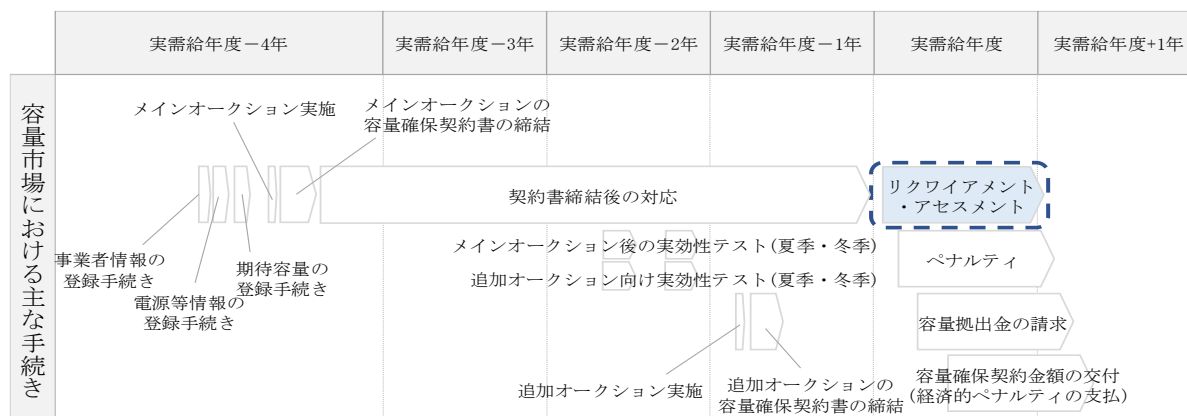 実需給年度－4年
実需給年度－3年
実需給年度－2年
実需給年度－1年
実需給年度
実需給年度+1年
容量市場における主な手続き
メインオークション実施
メインオークションの
容量確保契約書の締結
契約書締結後の対応
リクワイアメント
・アセスメント
事業者情報の
登録手続き
電源等情報の
登録手続き
期待容量の
登録手続き
メインオークション後の実効性テスト(夏季・冬季)
追加オークション向け実効性テスト(夏季・冬季)
ペナルティ
容量拠出金の請求
追加オークション実施
追加オークションの
容量確保契約書の締結
容量確保契約金額の交付
(経済的ペナルティの支払)